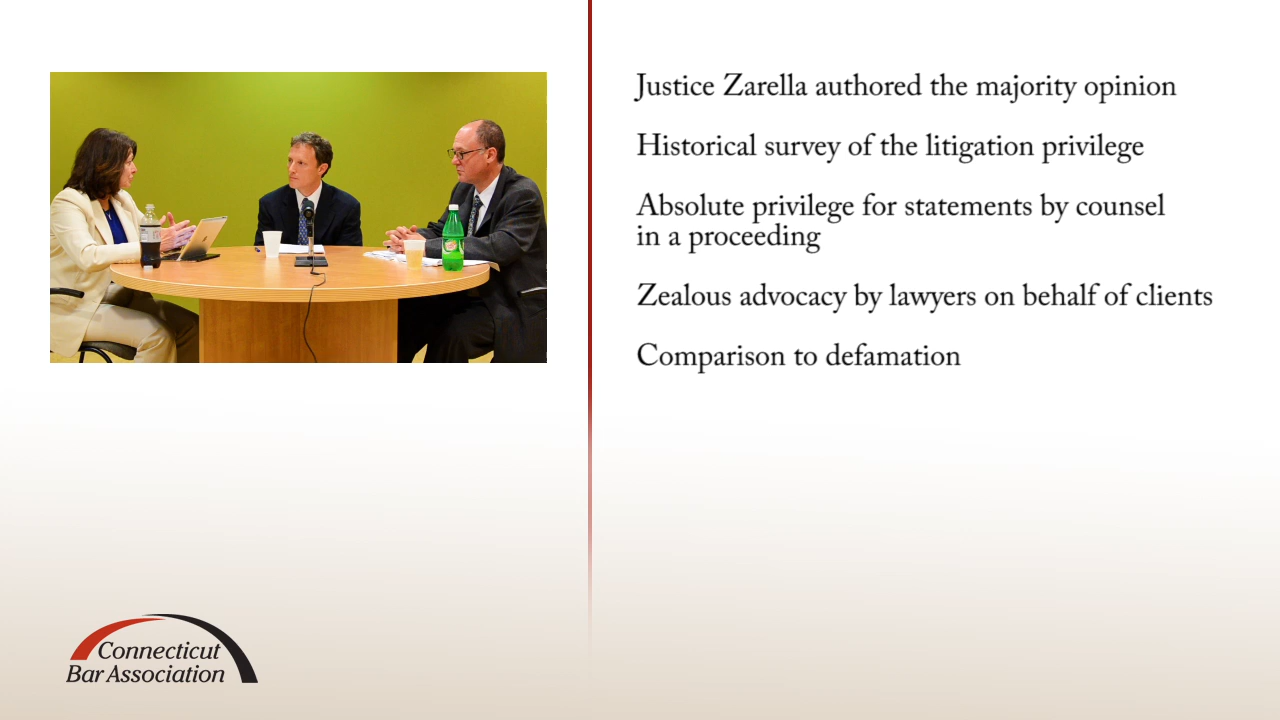 Justice Zarella authored the majority opinion
Historical survey of the litigation privilege
Absolute privilege for statements by counsel
in a proceeding
Zealous advocacy by lawyers on behalf of clients
Comparison to defamation
Connecticut
Bar Association